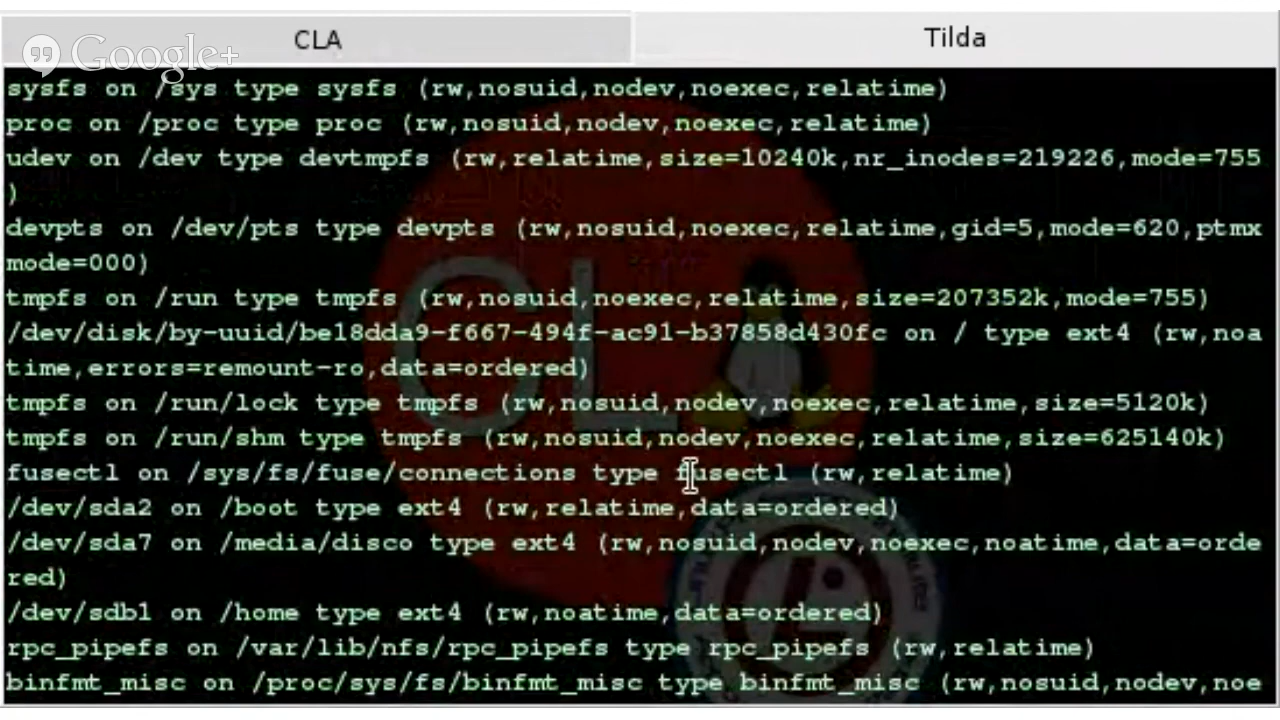 CLA
Tilda
Google+
sysfs on /sys type sysfs (rw,nosuid,nodev,noexec,relatime)
proc on /proc type proc (rw,nosuid,nodev,noexec,relatime)
udev on /dev type devtmpfs (rw,relatime,size=10240k,nr_inodes=219226,mode=755
)
devpts on /dev/pts type devpts (rw,nosuid,noexec,relatime,gid=5,mode=620,ptmx
mode=000)
tmpfs on /run type tmpfs (rw,nosuid,noexec,relatime,size=207352k,mode=755)
/dev/disk/by-uuid/be18dda9-f667-494f-ac91-b37858d430fc on / type ext4 (rw,noa
time,errors=remount-ro,data=ordered)
tmpfs on /run/lock type tmpfs (rw,nosuid,nodev,noexec,relatime,size=5120k)
tmpfs on /run/shm type tmpfs (rw,nosuid,nodev,noexec,relatime,size=625140k)
fusectl on /sys/fs/fuse/connections type fusectl (rw,relatime)
/dev/sda2 on /boot type ext4 (rw,relatime,data=ordered)
/dev/sda7 on /media/disco type ext4 (rw,nosuid,nodev,noexec,noatime,data=orde
red)
/dev/sdb1 on /home type ext4 (rw,noatime,data=ordered)
rpc_pipefs on /var/lib/nfs/rpc_pipefs type rpc_pipefs (rw,relatime)
binfmt_misc on /proc/sys/fs/binfmt_misc type binfmt_misc (rw,nosuid,nodev,noe
CLA